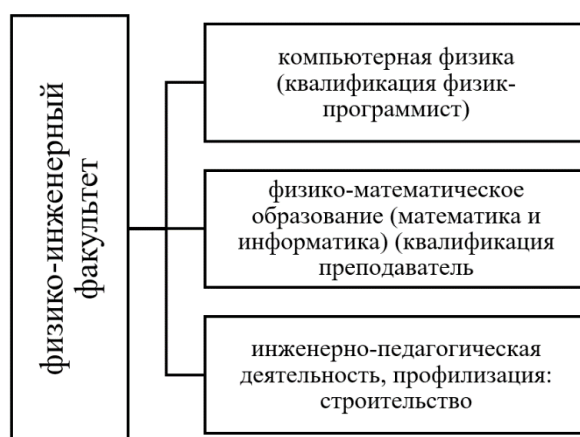 физико-инженерный
факультет
компьютерная физика
(квалификация физик-
программист)
физико-математическое
образование (математика и
информатика) (квалификация
преподаватель
инженерно-педагогическая
деятельность, профилизация:
строительство